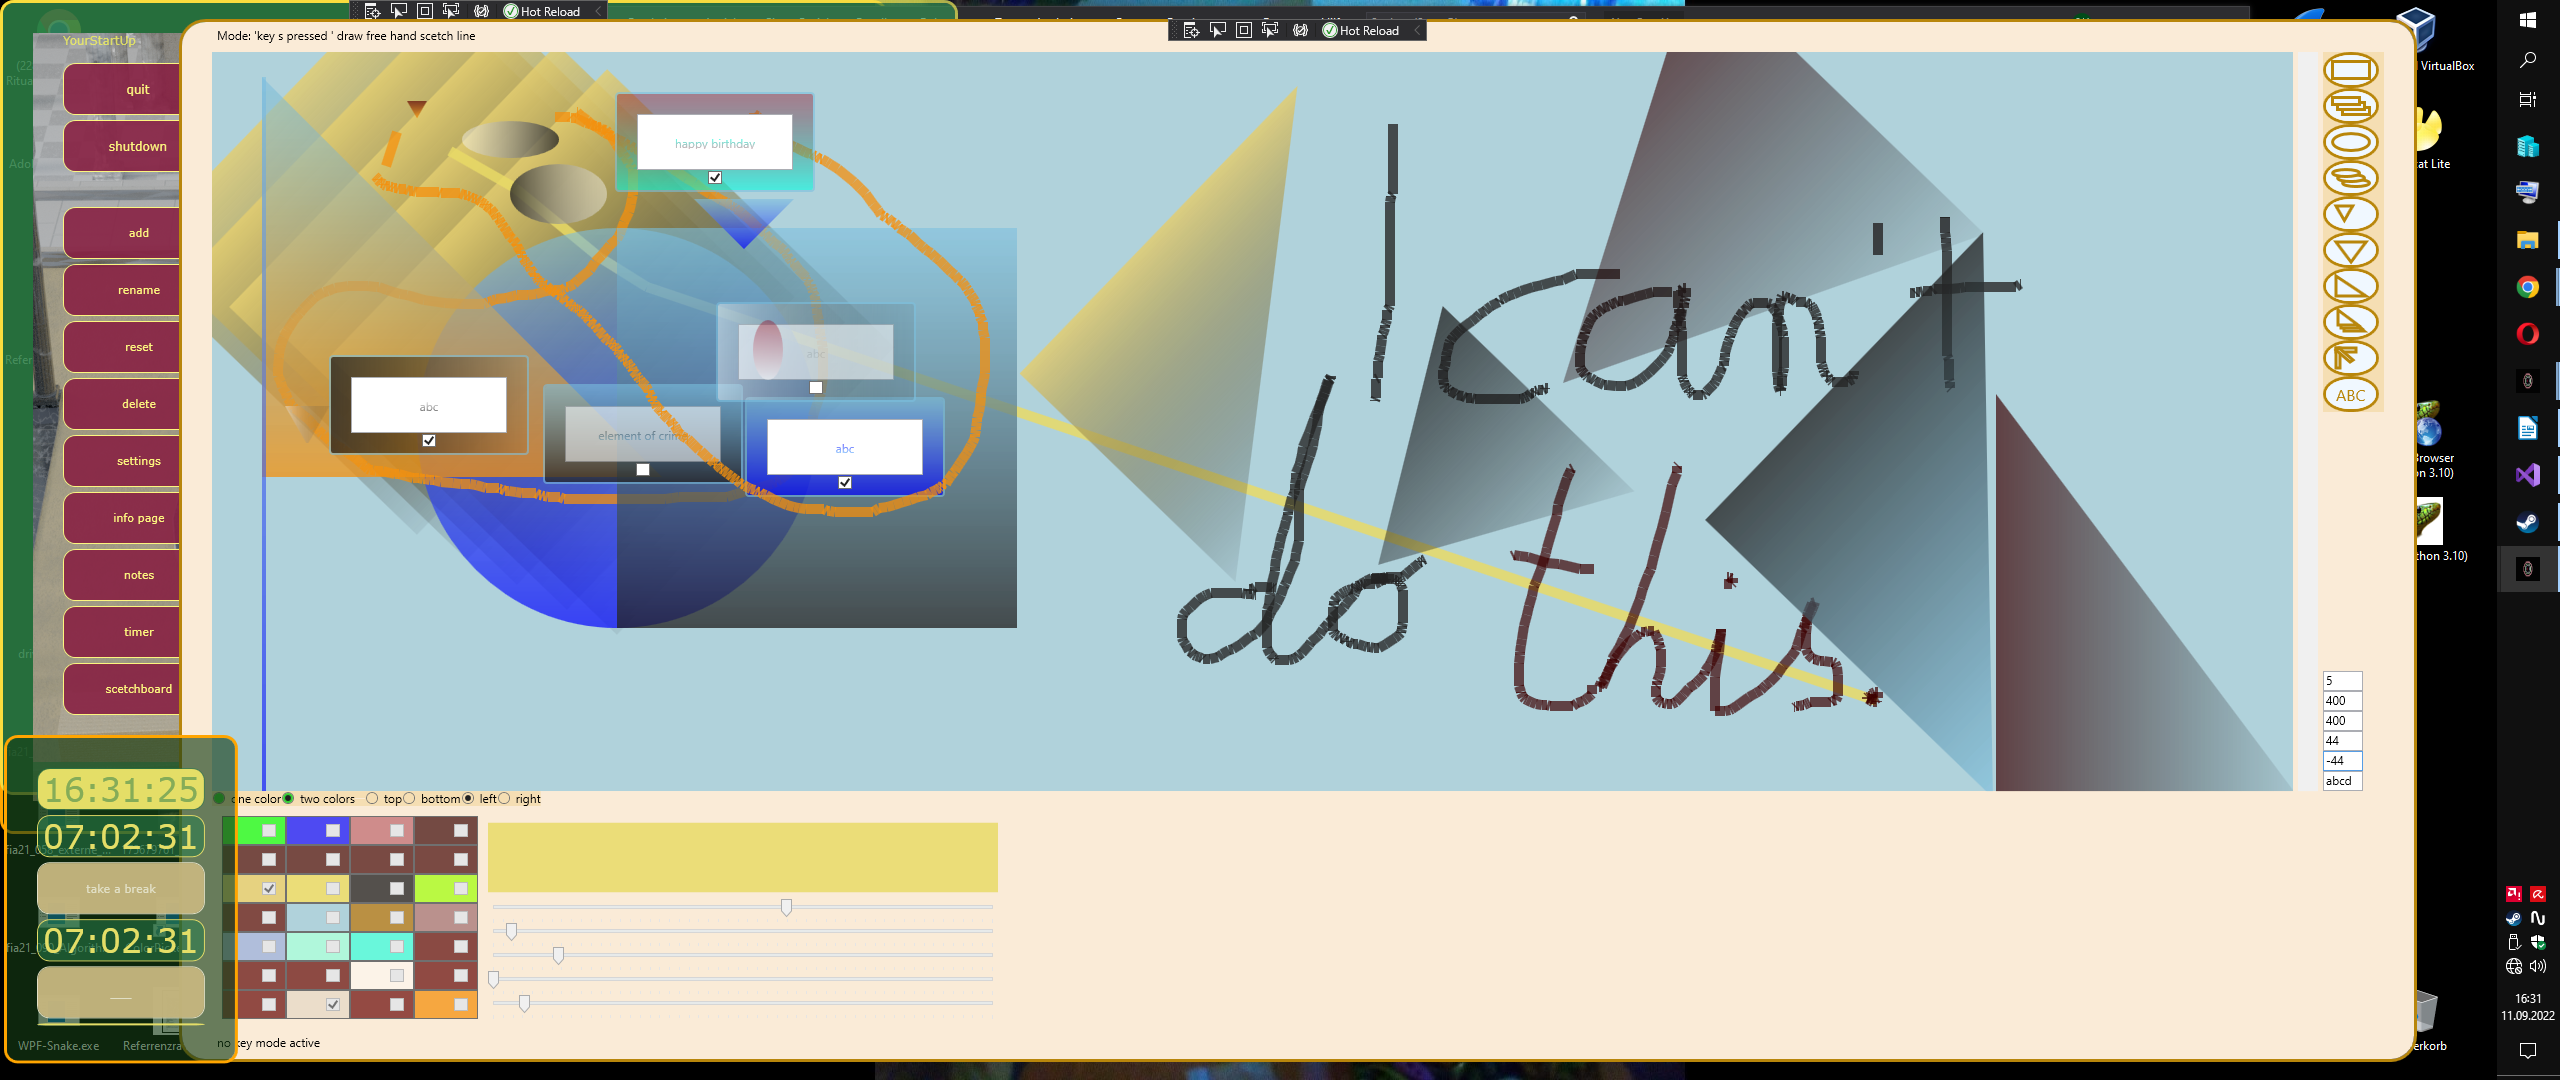 Hot Reload
YourStartUp
Mode: 'key s pressed ' draw free hand scetch line
Hot Reload
quit
shutdown
add
rename
reset
delete
settings
info page
notes
timer
scetchboard
happy birthday
abc
abc
element of crime
abc
I can't
do this.
ABC
5
400
400
44
-44
abcd
16:31:25
07:02:31
take a break
07:02:31
one color two colors top bottom left right
no key mode active
WPF-Snake.exe
VirtualBox
at Lite
Browser
n 3.10)
thon 3.10)
erkorb
16:31
11.09.2022